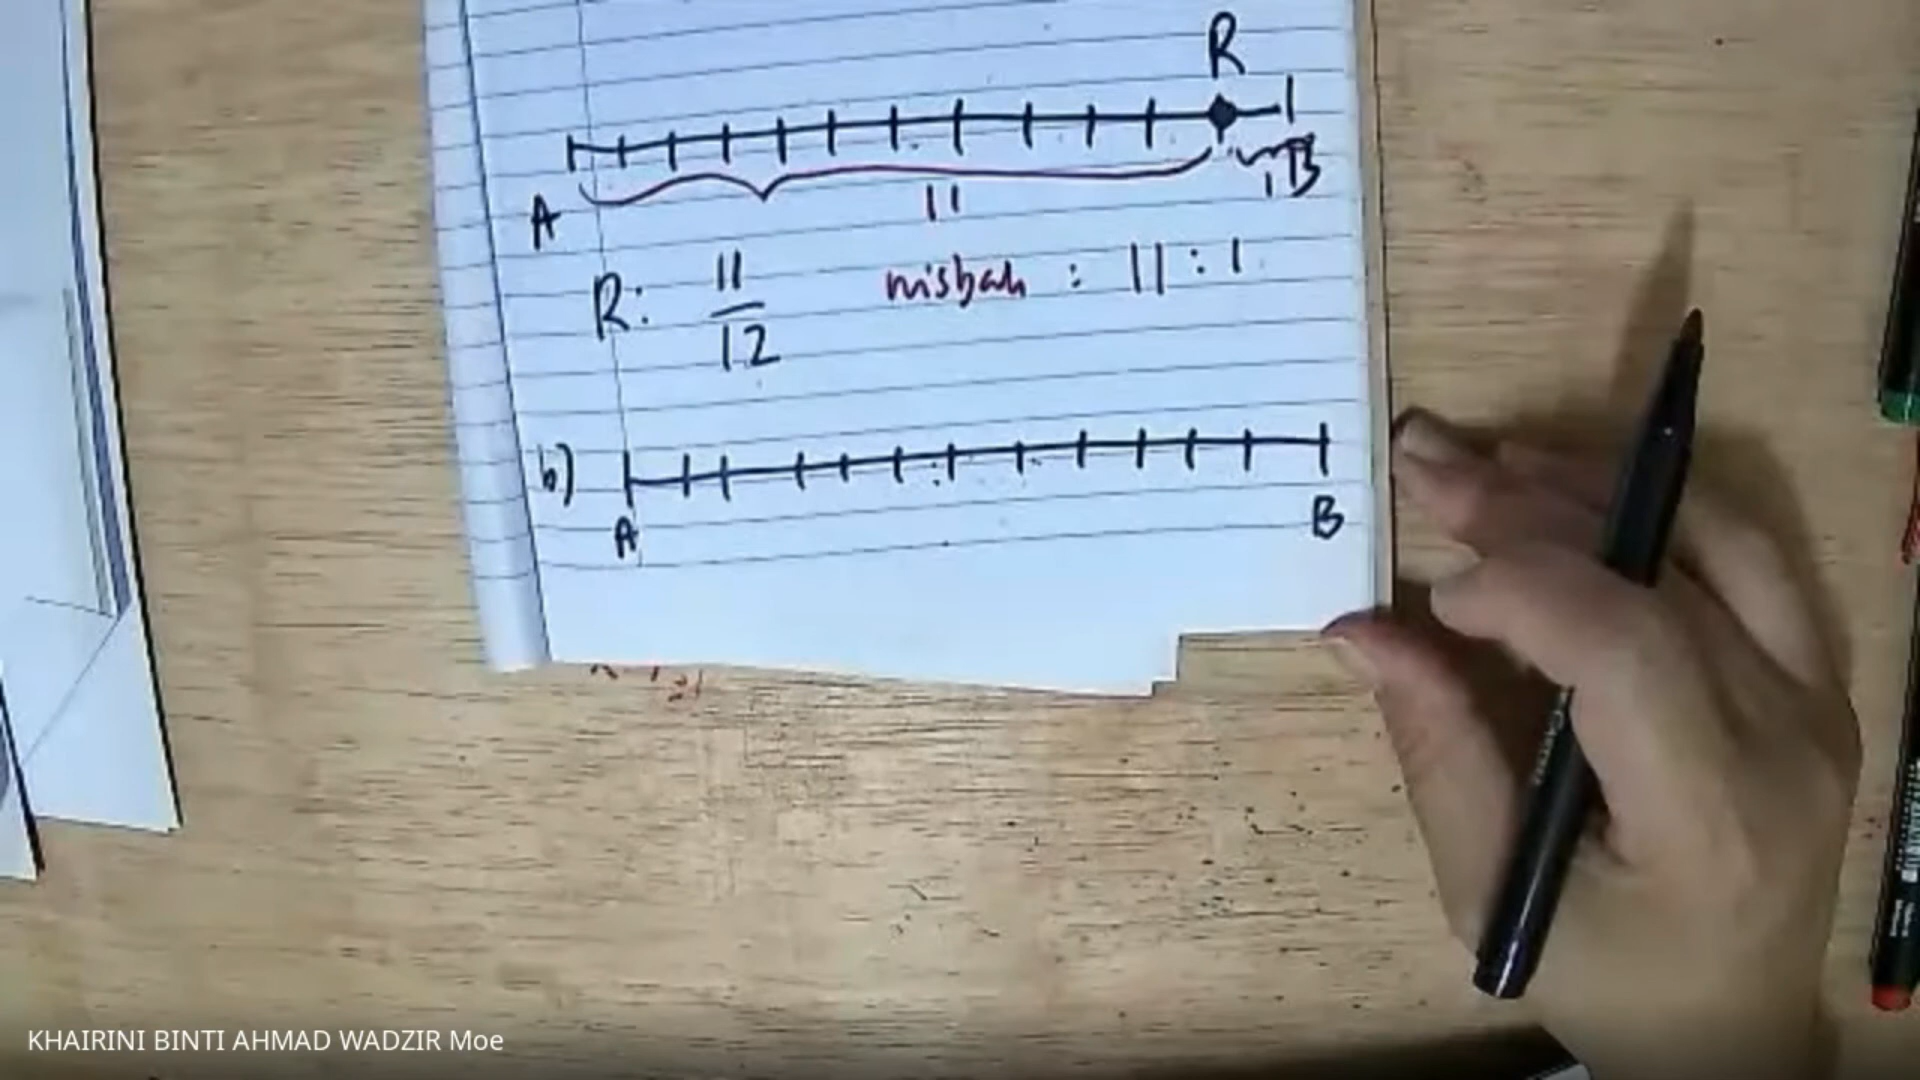 R
A B
11 1
R: 11/12 nisbah : 11 : 1
b)
A B
KHAIRINI BINTI AHMAD WADZIR Moe